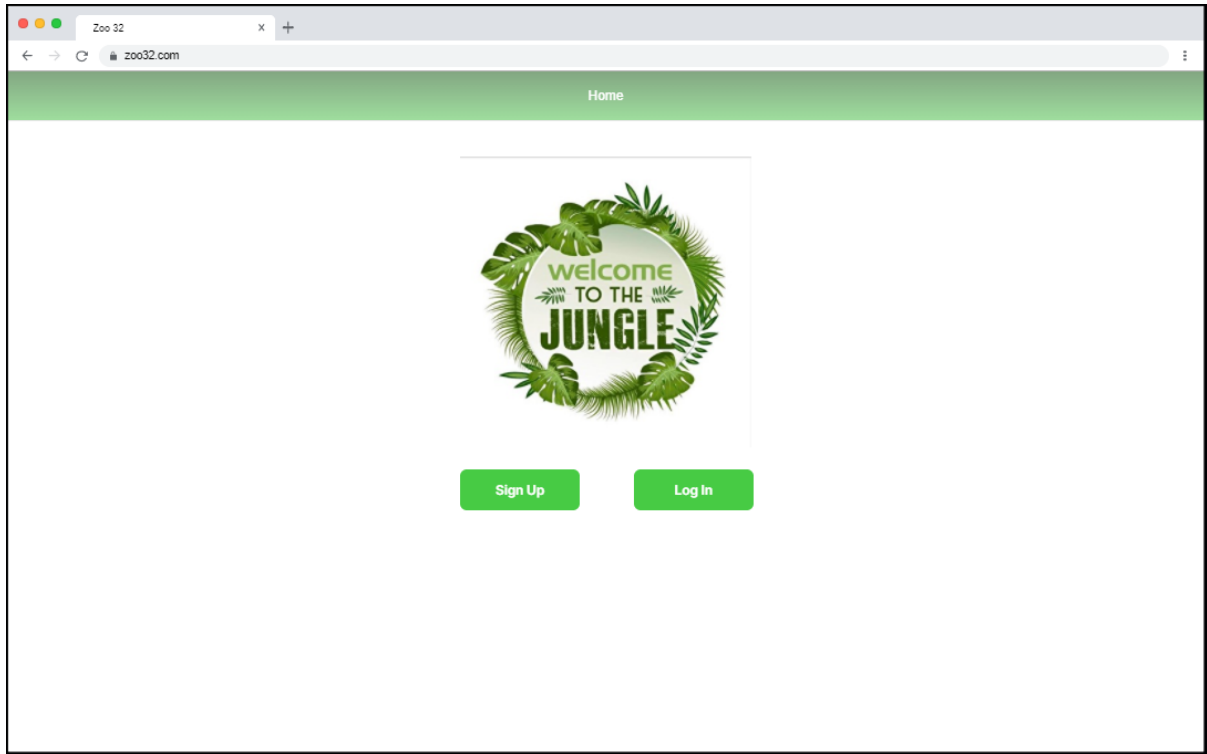 Zoo 32
zoo32.com
Home
welcome
TO THE
JUNGLE
Sign Up
Log In